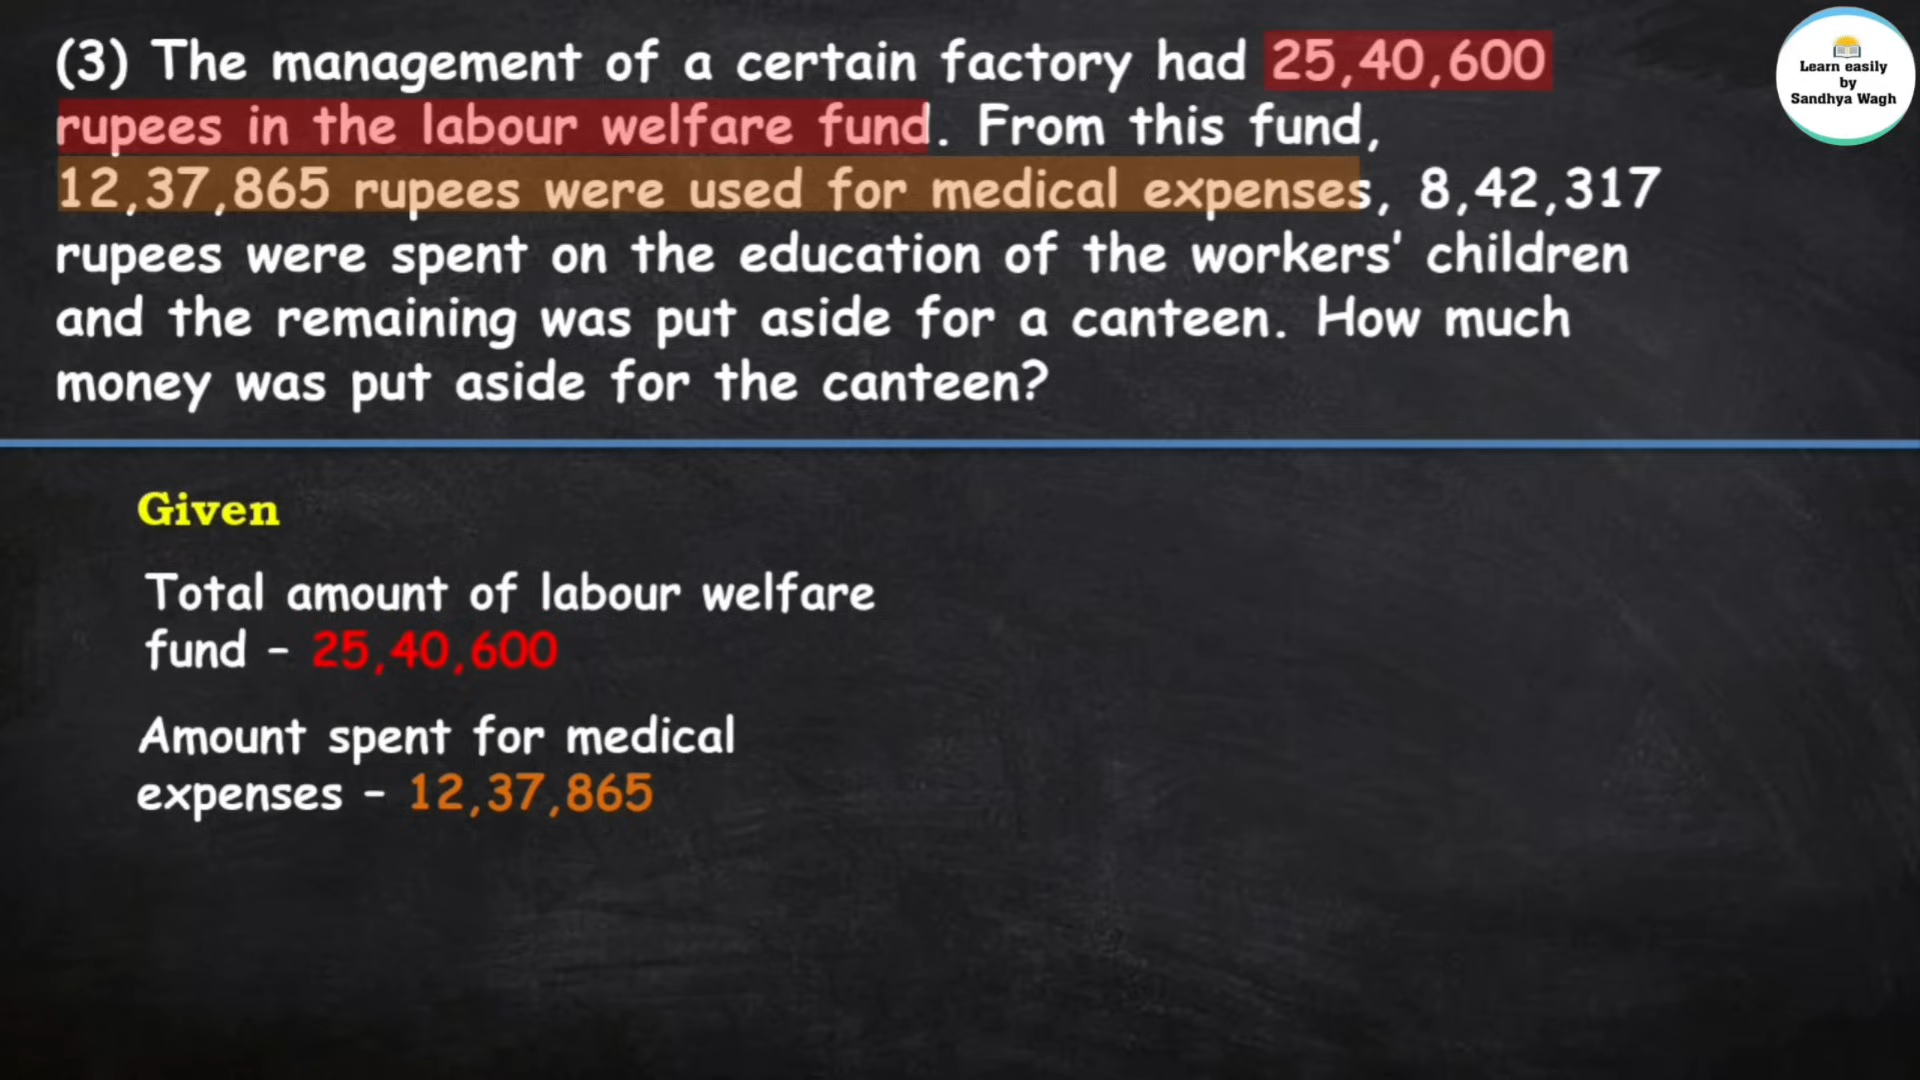 (3) The management of a certain factory had 25,40,600
rupees in the labour welfare fund. From this fund,
12,37,865 rupees were used for medical expenses, 8,42,317
rupees were spent on the education of the workers' children
and the remaining was put aside for a canteen. How much
money was put aside for the canteen?
Learn easily
by
Sandhya Wagh
Given
Total amount of labour welfare
fund - 25,40,600
Amount spent for medical
expenses - 12,37,865